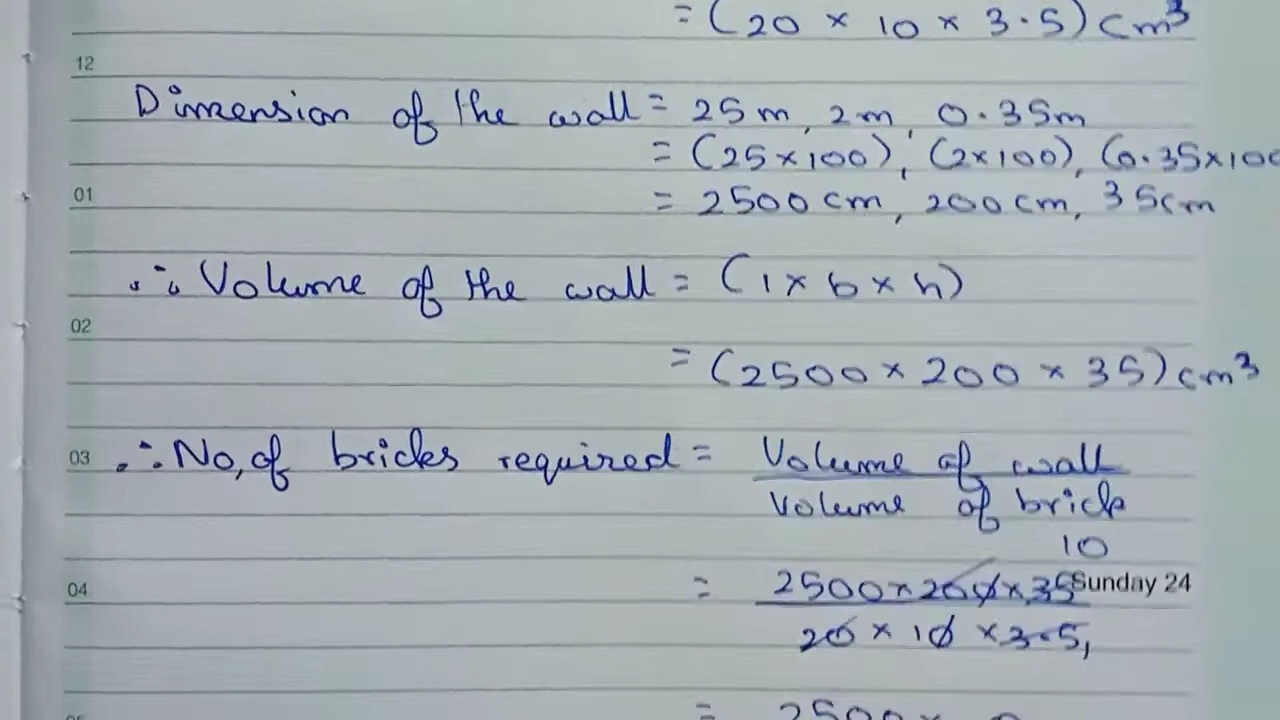 = (20 × 10 × 3.5) cm³
12
Dimension of the wall = 25 m, 2 m, 0.35 m
= (25×100), (2×100), (0.35×100
01
= 2500 cm, 200 cm, 35 cm
∴ Volume of the wall = (l × b × h)
02
= (2500 × 200 × 35) cm³
03
∴ No, of bricks required = Volume of wall
Volume of brick
10
04
= 2500 × 200 × 35
Sunday 24
20 × 10 × 3.5,
= 2500 ×